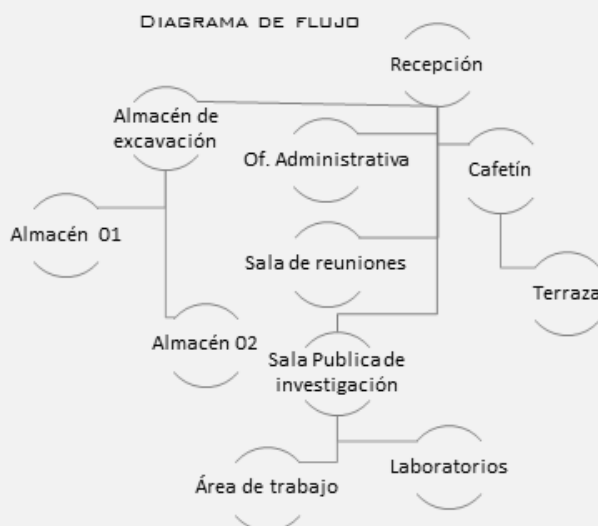 Diagrama de flujo
Recepción
Almacén de
excavación
Of. Administrativa
Cafetín
Almacén 01
Sala de reuniones
Terraza
Almacén 02
Sala Publica de
investigación
Área de trabajo
Laboratorios